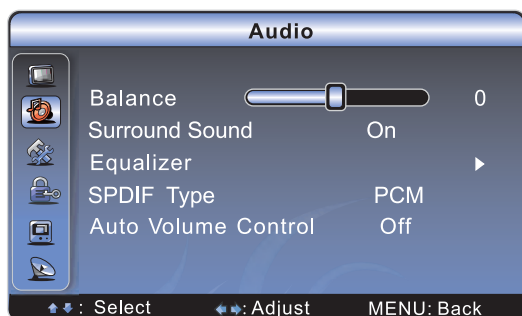 Audio
Balance 0
Surround Sound On
Equalizer
SPDIF Type PCM
Auto Volume Control Off
: Select : Adjust MENU: Back